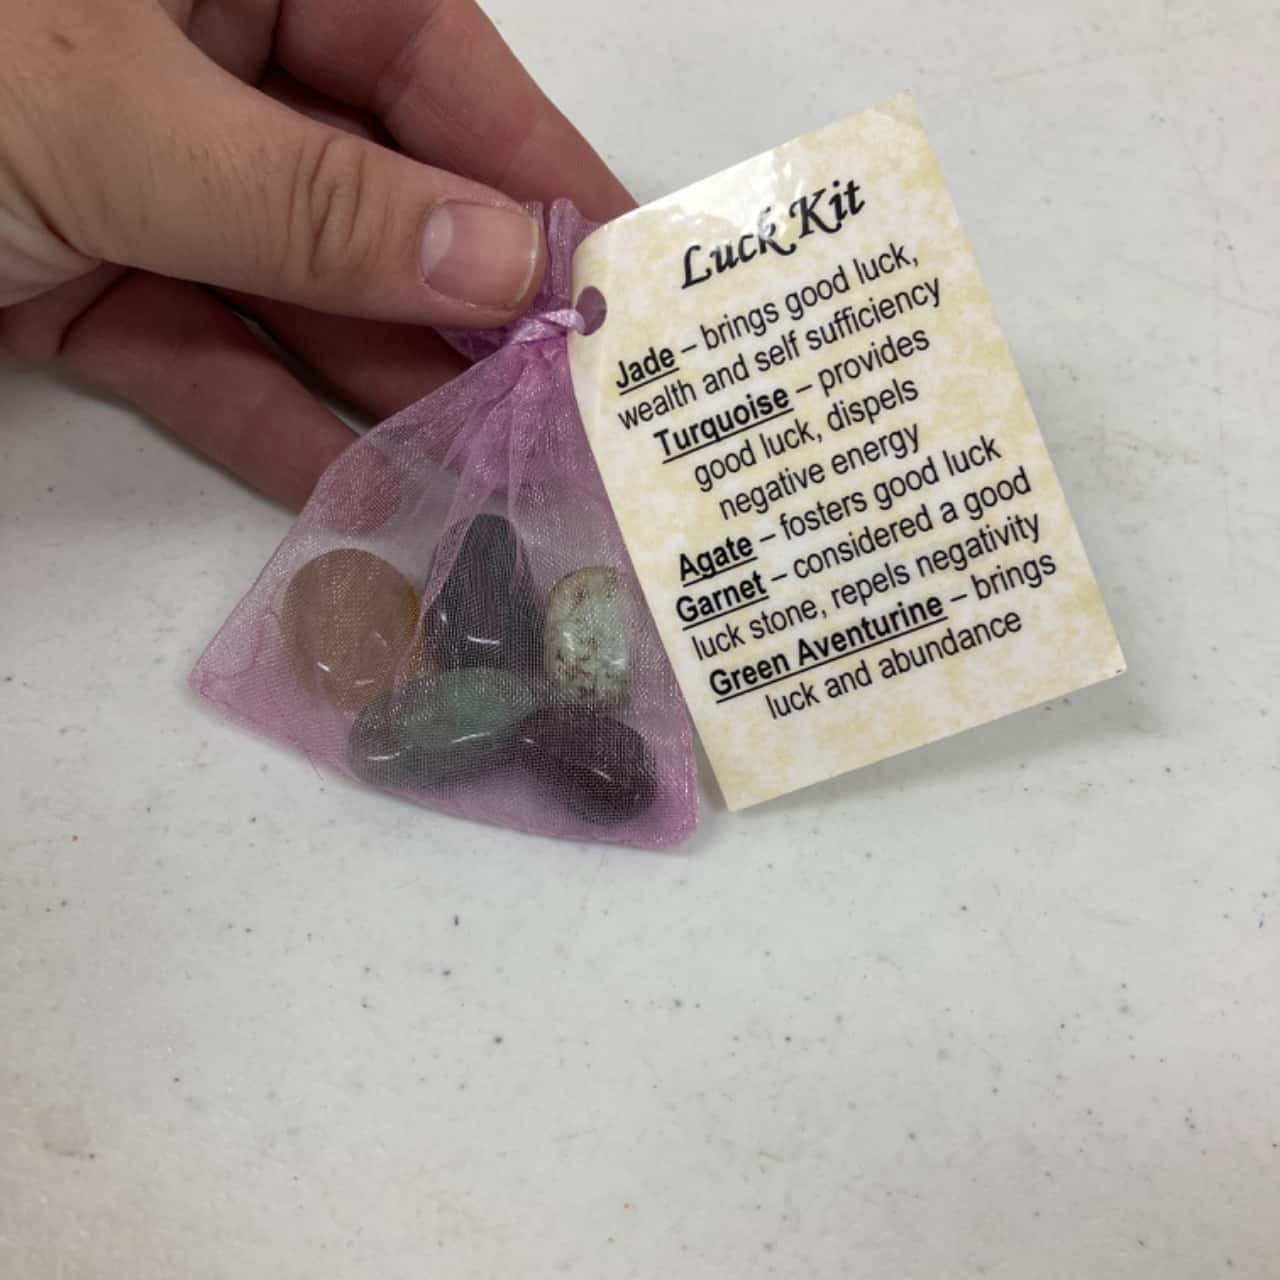 Luck Kit
Jade – brings good luck,
wealth and self sufficiency
Turquoise – provides
good luck, dispels
negative energy
Agate – fosters good luck
Garnet – considered a good
luck stone, repels negativity
Green Aventurine – brings
luck and abundance